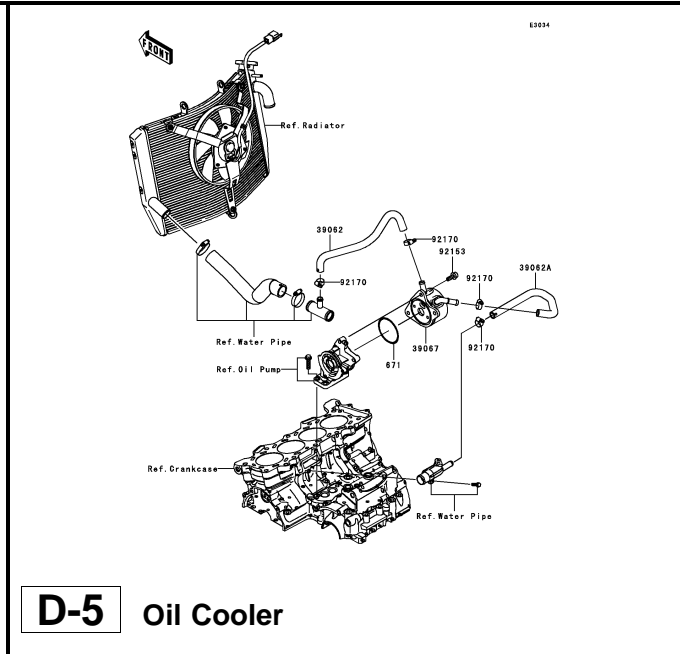 E3034
FRONT
Ref.Radiator
39062
92170
92153
92170
39062A
92170
Ref.Water Pipe
39067
92170
671
Ref.Oil Pump
Ref.Crankcase
Ref.Water Pipe
D-5 Oil Cooler